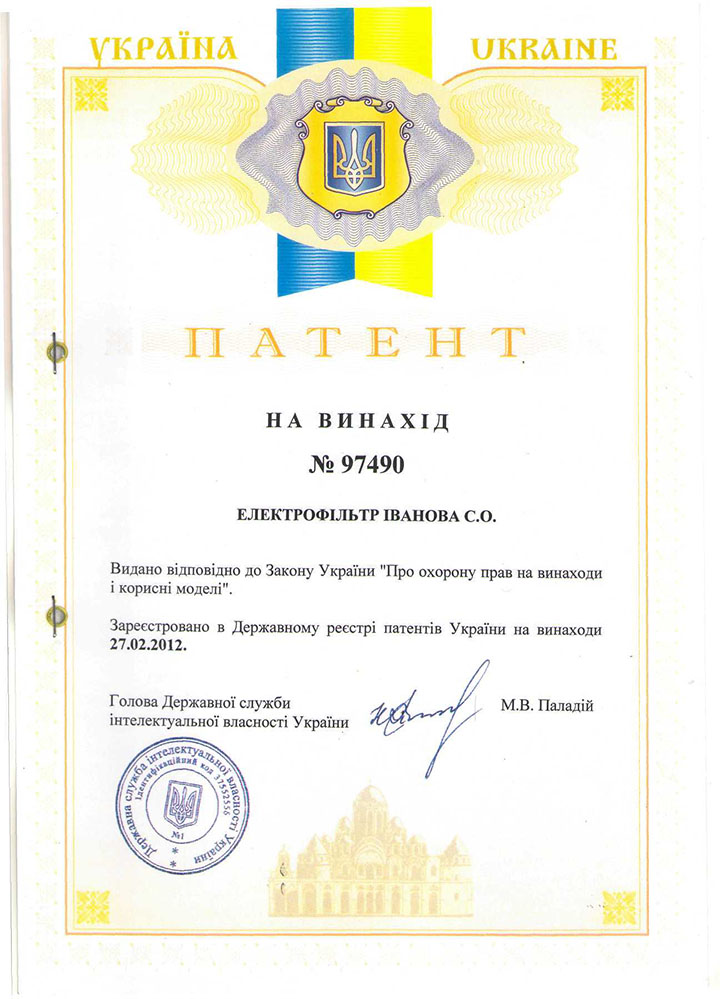 УКРАЇНА
UKRAINE
ПАТЕНТ
НА ВИНАХІД
№ 97490
ЕЛЕКТРОФІЛЬТР ІВАНОВА С.О.
Видано відповідно до Закону України "Про охорону прав на винаходи
і корисні моделі".
Зареєстровано в Державному реєстрі патентів України на винаходи
27.02.2012.
Голова Державної служби
інтелектуальної власності України
М.В. Паладій
Державна служба інтелектуальної власності України
Ідентифікаційний код 37552556
№1